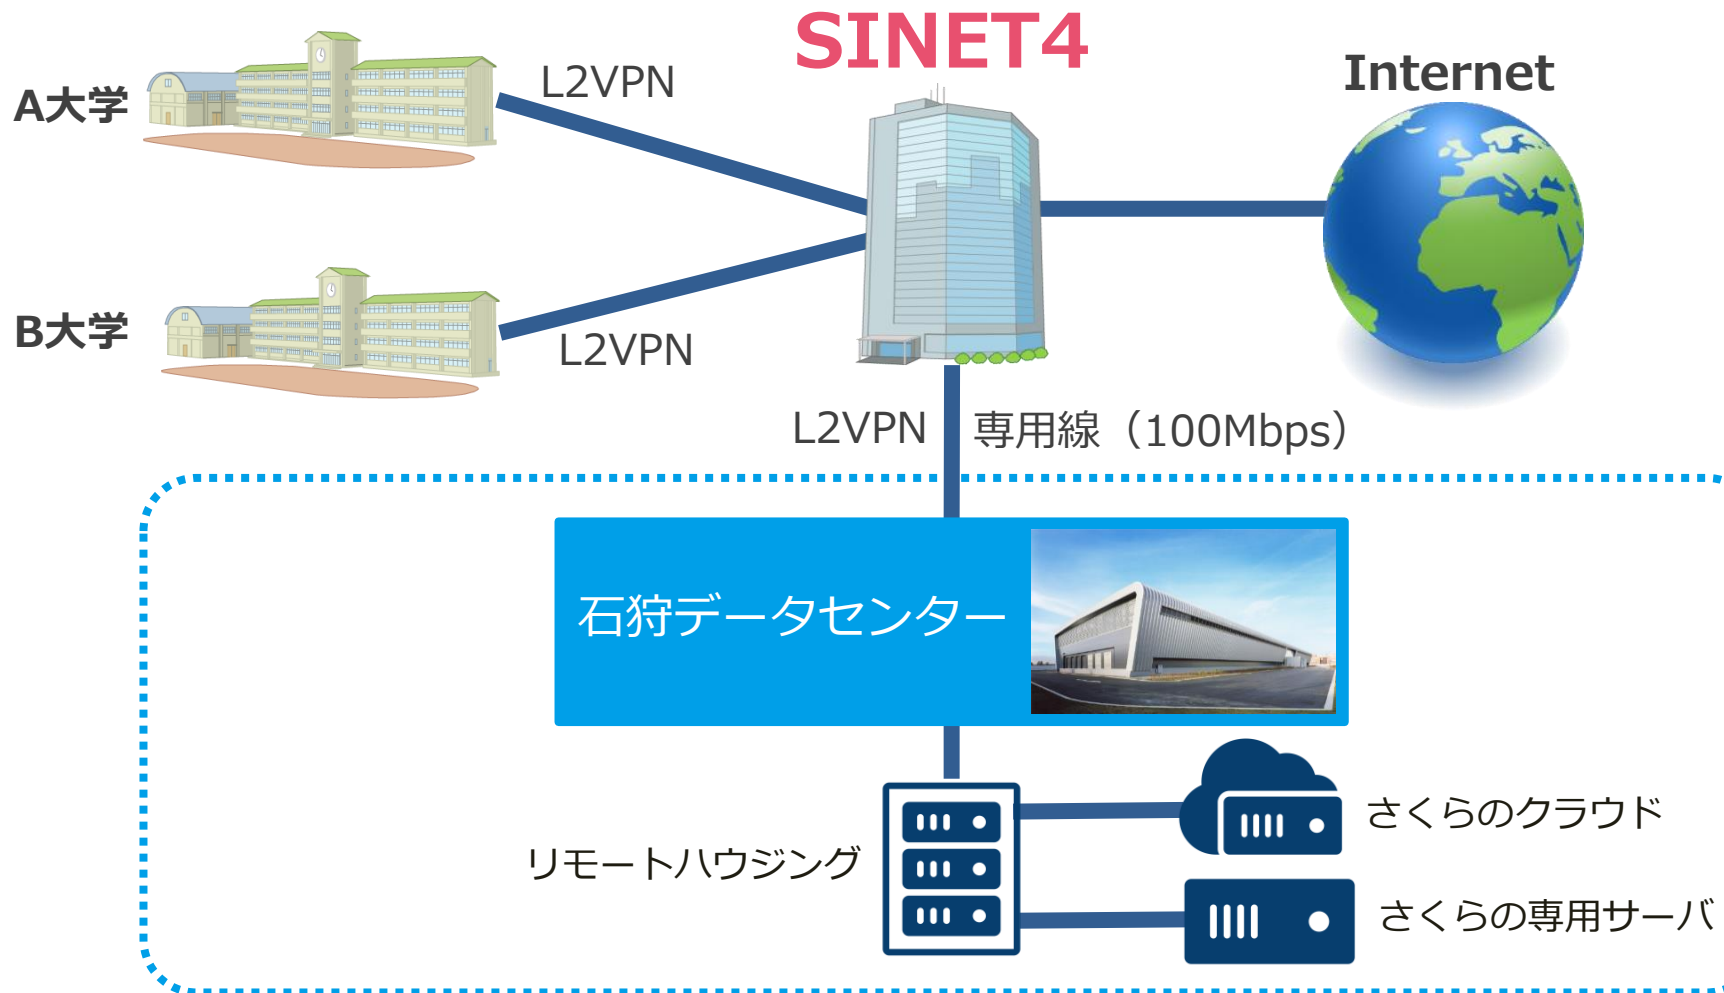 SINET4
Internet
A大学
L2VPN
B大学
L2VPN
L2VPN
専用線（100Mbps）
石狩データセンター
リモートハウジング
さくらのクラウド
さくらの専用サーバ